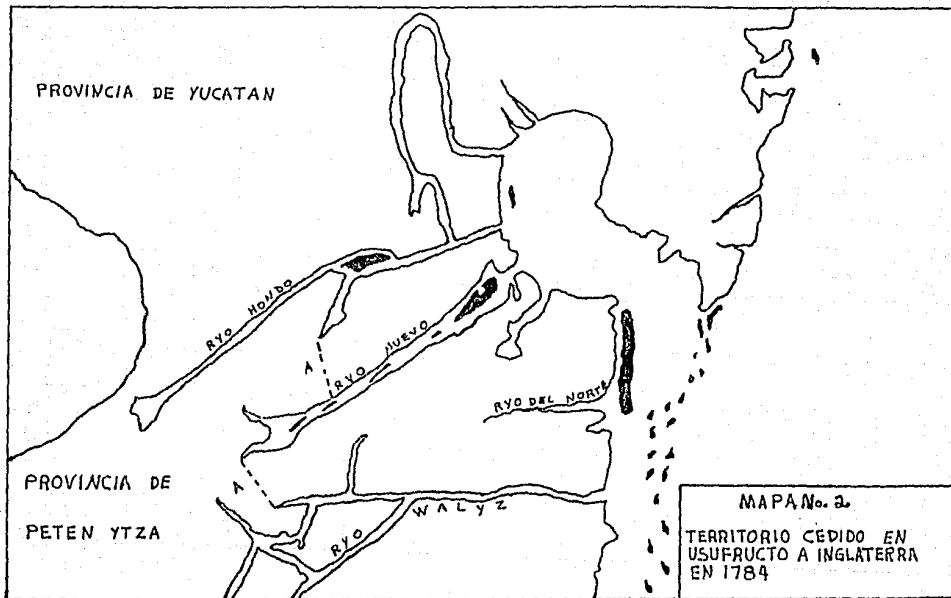 PROVINCIA DE YUCATAN
RYO HONDO
A
RYO NUEVO
RYO DEL NORTE
PROVINCIA DE
PETEN YTZA
A
RYO WALYZ
MAPA No. 2
TERRITORIO CEDIDO EN
USUFRUCTO A INGLATERRA
EN 1784